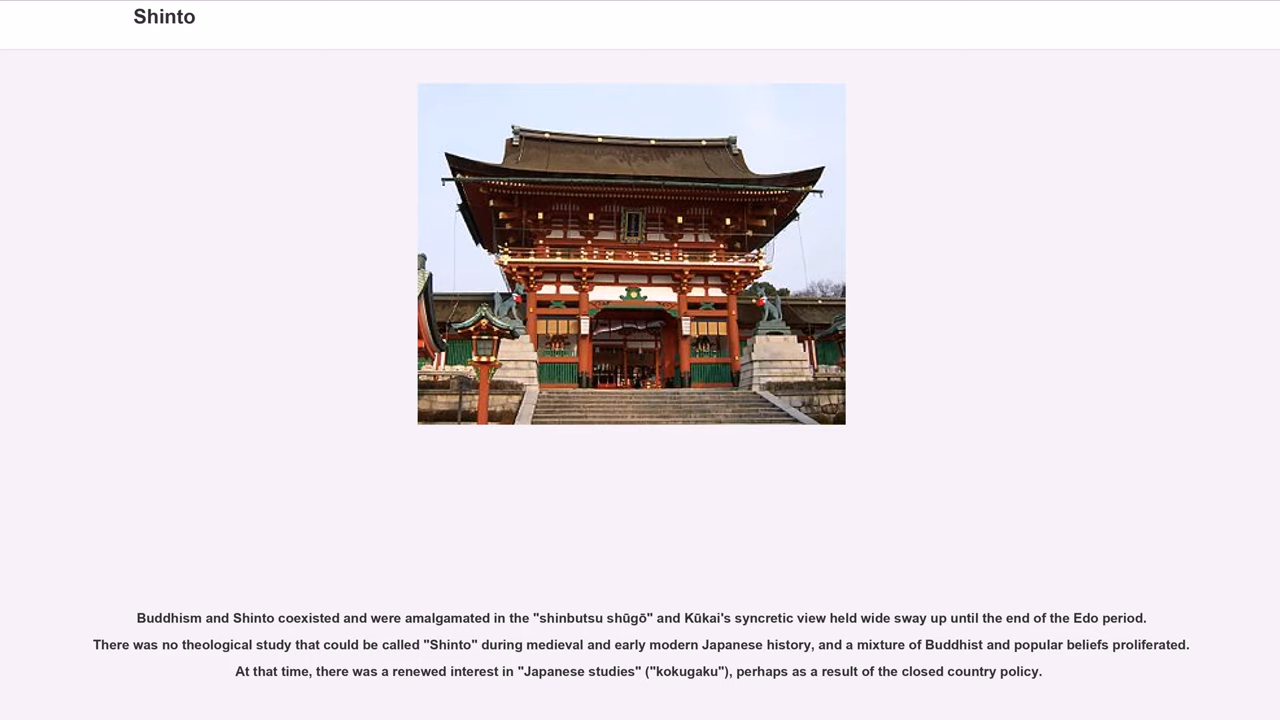 Shinto
Buddhism and Shinto coexisted and were amalgamated in the "shinbutsu shūgō" and Kūkai's syncretic view held wide sway up until the end of the Edo period.
There was no theological study that could be called "Shinto" during medieval and early modern Japanese history, and a mixture of Buddhist and popular beliefs proliferated.
At that time, there was a renewed interest in "Japanese studies" ("kokugaku"), perhaps as a result of the closed country policy.